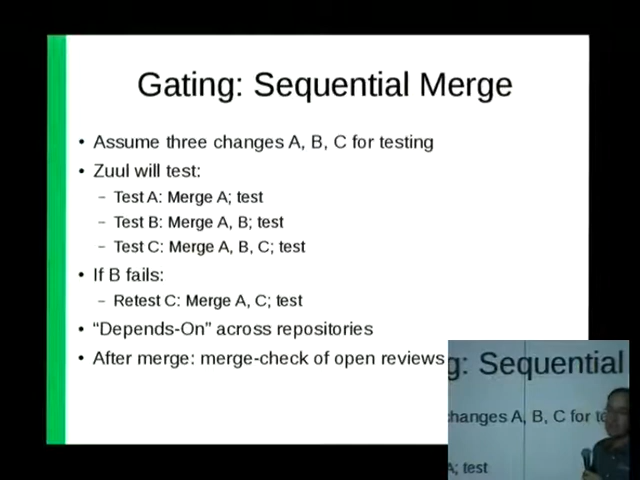 Gating: Sequential Merge
• Assume three changes A, B, C for testing
• Zuul will test:
– Test A: Merge A; test
– Test B: Merge A, B; test
– Test C: Merge A, B, C; test
• If B fails:
– Retest C: Merge A, C; test
• “Depends-On” across repositories
• After merge: merge-check of open reviews
g: Sequential
changes A, B, C for te
A; test